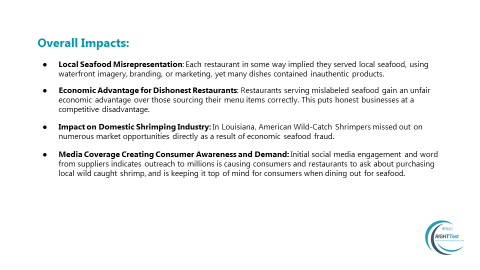 Overall Impacts:
● Local Seafood Misrepresentation: Each restaurant in some way implied they served local seafood, using
waterfront imagery, branding, or marketing, yet many dishes contained inauthentic products.
● Economic Advantage for Dishonest Restaurants: Restaurants serving mislabeled seafood gain an unfair
economic advantage over those sourcing their menu items correctly. This puts honest businesses at a
competitive disadvantage.
● Impact on Domestic Shrimping Industry: In Louisiana, American Wild-Catch Shrimpers missed out on
numerous market opportunities directly as a result of economic seafood fraud.
● Media Coverage Creating Consumer Awareness and Demand: Initial social media engagement and word
from suppliers indicates outreach to millions is causing consumers and restaurants to ask about purchasing
local wild caught shrimp, and is keeping it top of mind for consumers when dining out for seafood.
RIGHTTest